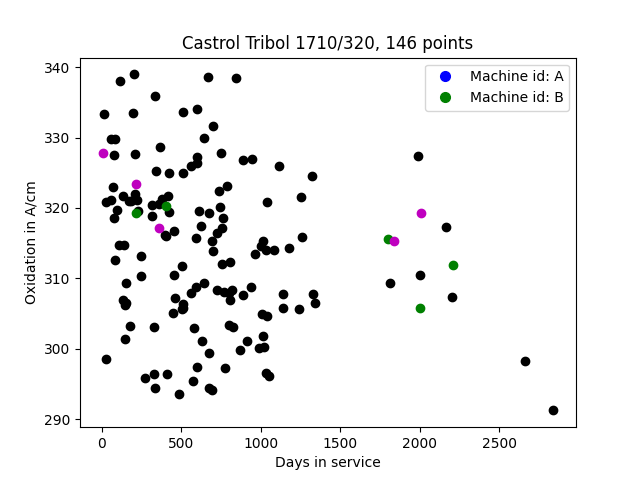 Castrol Tribol 1710/320, 146 points
Machine id: A
Machine id: B
Oxidation in A/cm
340
330
320
310
300
290
0 500 1000 1500 2000 2500
Days in service